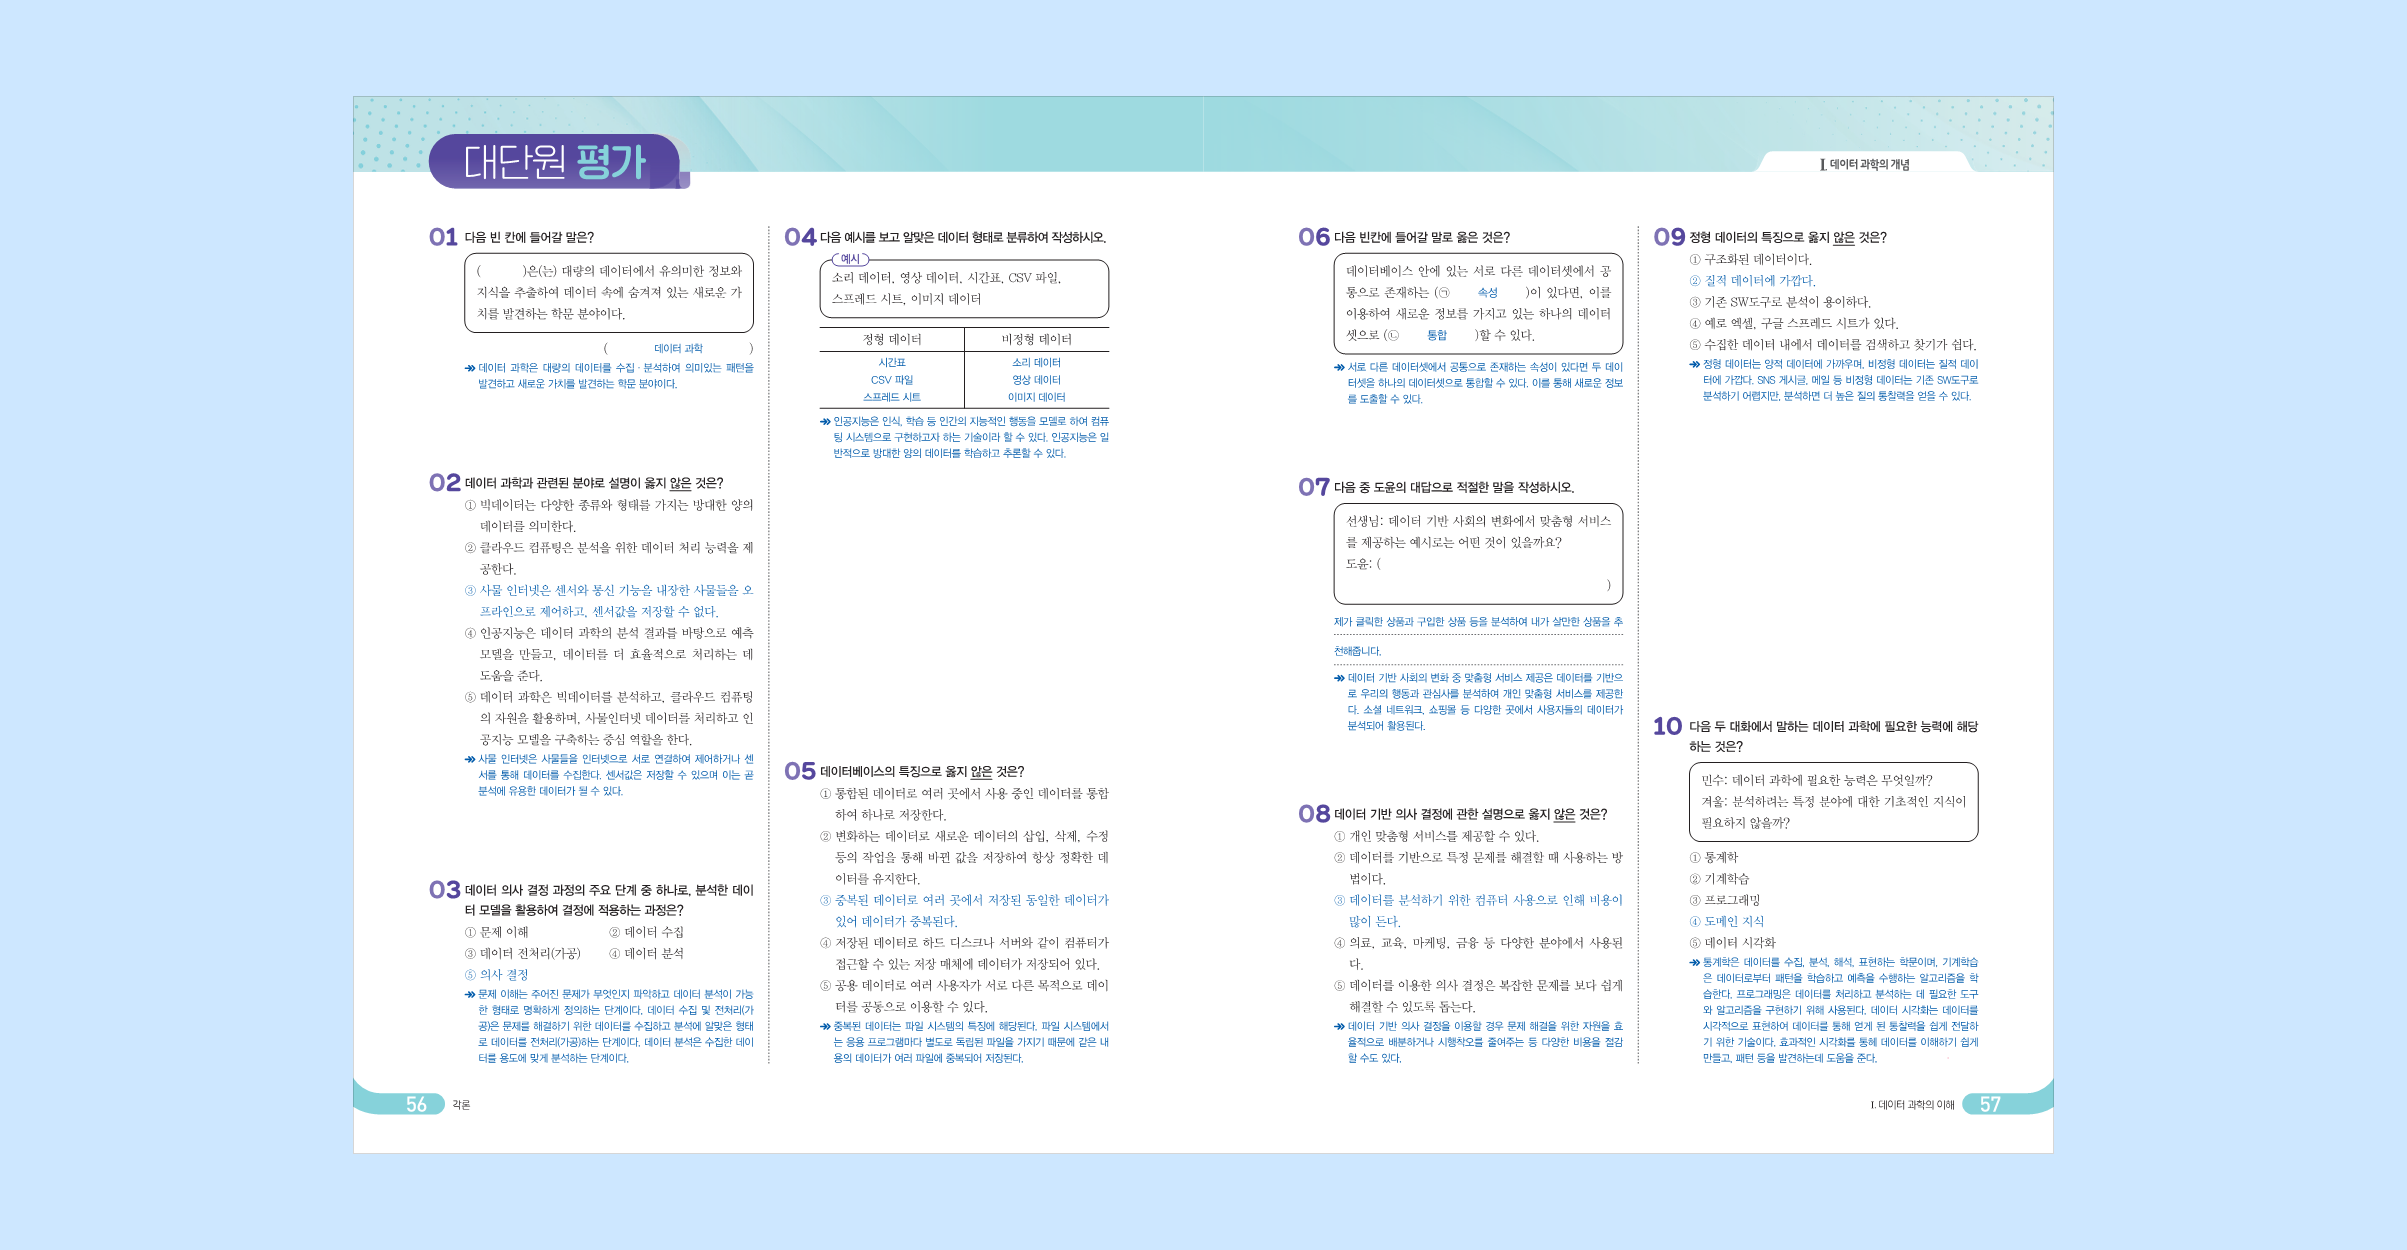 대단원 평가
I. 데이터 과학의 개념
01 다음 빈 칸에 들어갈 말은?
( )은(는) 대량의 데이터에서 유의미한 정보와
지식을 추출하여 데이터 속에 숨겨져 있는 새로운 가
치를 발견하는 학문 분야이다.
( 데이터 과학 )
데이터 과학은 대량의 데이터를 수집·분석하여 의미있는 패턴을
발견하고 새로운 가치를 발견하는 학문 분야이다.
02 데이터 과학과 관련된 분야로 설명이 옳지 않은 것은?
① 빅데이터는 다양한 종류와 형태를 가지는 방대한 양의
데이터를 의미한다.
② 클라우드 컴퓨팅은 분석을 위한 데이터 처리 능력을 제
공한다.
③ 사물 인터넷은 센서와 통신 기능을 내장한 사물들을 오
프라인으로 제어하고, 센서값을 저장할 수 없다.
④ 인공지능은 데이터 과학의 분석 결과를 바탕으로 예측
모델을 만들고, 데이터를 더 효율적으로 처리하는 데
도움을 준다.
⑤ 데이터 과학은 빅데이터를 분석하고, 클라우드 컴퓨팅
의 자원을 활용하며, 사물인터넷 데이터를 처리하고 인
공지능 모델을 구축하는 중심 역할을 한다.
사물 인터넷은 사물들을 인터넷으로 서로 연결하여 제어하거나 센
서를 통해 데이터를 수집한다. 센서값은 저장할 수 있으며 이는 곧
분석에 유용한 데이터가 될 수 있다.
03 데이터 의사 결정 과정의 주요 단계 중 하나로, 분석한 데이
터 모델을 활용하여 결정에 적용하는 과정은?
① 문제 이해 ② 데이터 수집
③ 데이터 전처리(가공) ④ 데이터 분석
⑤ 의사 결정
문제 이해는 주어진 문제가 무엇인지 파악하고 데이터 분석이 가능
한 형태로 명확하게 정의하는 단계이다. 데이터 수집 및 전처리(가
공)은 문제를 해결하기 위한 데이터를 수집하고 분석에 알맞은 형태
로 데이터를 전처리(가공)하는 단계이다. 데이터 분석은 수집한 데이
터를 용도에 맞게 분석하는 단계이다.
04 다음 예시를 보고 알맞은 데이터 형태로 분류하여 작성하시오.
예시
소리 데이터, 영상 데이터, 시간표, CSV 파일,
스프레드 시트, 이미지 데이터
정형 데이터 비정형 데이터
시간표 소리 데이터
CSV 파일 영상 데이터
스프레드 시트 이미지 데이터
인공지능은 인식, 학습 등 인간의 지능적인 행동을 모델로 하여 컴퓨
팅 시스템으로 구현하고자 하는 기술이라 할 수 있다. 인공지능은 일
반적으로 방대한 양의 데이터를 학습하고 추론할 수 있다.
05 데이터베이스의 특징으로 옳지 않은 것은?
① 통합된 데이터로 여러 곳에서 사용 중인 데이터를 통합
하여 하나로 저장한다.
② 변화하는 데이터로 새로운 데이터의 삽입, 삭제, 수정
등의 작업을 통해 바뀐 값을 저장하여 항상 정확한 데
이터를 유지한다.
③ 중복된 데이터로 여러 곳에서 저장된 동일한 데이터가
있어 데이터가 중복된다.
④ 저장된 데이터로 하드 디스크나 서버와 같이 컴퓨터가
접근할 수 있는 저장 매체에 데이터가 저장되어 있다.
⑤ 공용 데이터로 여러 사용자가 서로 다른 목적으로 데이
터를 공동으로 이용할 수 있다.
중복된 데이터는 파일 시스템의 특징에 해당된다. 파일 시스템에서
는 응용 프로그램마다 별도로 독립된 파일을 가지기 때문에 같은 내
용의 데이터가 여러 파일에 중복되어 저장된다.
56 각론
06 다음 빈칸에 들어갈 말로 옳은 것은?
데이터베이스 안에 있는 서로 다른 데이터셋에서 공
통으로 존재하는 (㉠ 속성 )이 있다면, 이를
이용하여 새로운 정보를 가지고 있는 하나의 데이터
셋으로 (㉡ 통합 )할 수 있다.
서로 다른 데이터셋에서 공통으로 존재하는 속성이 있다면 두 데이
터셋을 하나의 데이터셋으로 통합할 수 있다. 이를 통해 새로운 정보
를 도출할 수 있다.
07 다음 중 도윤의 대답으로 적절한 말을 작성하시오.
선생님: 데이터 기반 사회의 변화에서 맞춤형 서비스
를 제공하는 예시로는 어떤 것이 있을까요?
도윤: (
)
제가 클릭한 상품과 구입한 상품 등을 분석하여 내가 살만한 상품을 추
천해줍니다.
데이터 기반 사회의 변화 중 맞춤형 서비스 제공은 데이터를 기반으
로 우리의 행동과 관심사를 분석하여 개인 맞춤형 서비스를 제공한
다. 소셜 네트워크, 쇼핑몰 등 다양한 곳에서 사용자들의 데이터가
분석되어 활용된다.
08 데이터 기반 의사 결정에 관한 설명으로 옳지 않은 것은?
① 개인 맞춤형 서비스를 제공할 수 있다.
② 데이터를 기반으로 특정 문제를 해결할 때 사용하는 방
법이다.
③ 데이터를 분석하기 위한 컴퓨터 사용으로 인해 비용이
많이 든다.
④ 의료, 교육, 마케팅, 금융 등 다양한 분야에서 사용된
다.
⑤ 데이터를 이용한 의사 결정은 복잡한 문제를 보다 쉽게
해결할 수 있도록 돕는다.
데이터 기반 의사 결정을 이용할 경우 문제 해결을 위한 자원을 효
율적으로 배분하거나 시행착오를 줄여주는 등 다양한 비용을 절감
할 수도 있다.
09 정형 데이터의 특징으로 옳지 않은 것은?
① 구조화된 데이터이다.
② 질적 데이터에 가깝다.
③ 기존 SW도구로 분석이 용이하다.
④ 예로 엑셀, 구글 스프레드 시트가 있다.
⑤ 수집한 데이터 내에서 데이터를 검색하고 찾기가 쉽다.
정형 데이터는 양적 데이터에 가까우며, 비정형 데이터는 질적 데이
터에 가깝다. SNS 게시글, 메일 등 비정형 데이터는 기존 SW도구로
분석하기 어렵지만, 분석하면 더 높은 질의 통찰력을 얻을 수 있다.
10 다음 두 대화에서 말하는 데이터 과학에 필요한 능력에 해당
하는 것은?
민수: 데이터 과학에 필요한 능력은 무엇일까?
겨울: 분석하려는 특정 분야에 대한 기초적인 지식이
필요하지 않을까?
① 통계학
② 기계학습
③ 프로그래밍
④ 도메인 지식
⑤ 데이터 시각화
통계학은 데이터를 수집, 분석, 해석, 표현하는 학문이며, 기계학습
은 데이터로부터 패턴을 학습하고 예측을 수행하는 알고리즘을 학
습한다. 프로그래밍은 데이터를 처리하고 분석하는 데 필요한 도구
와 알고리즘을 구현하기 위해 사용된다. 데이터 시각화는 데이터를
시각적으로 표현하여 데이터를 통해 얻게 된 통찰력을 쉽게 전달하
기 위한 기술이다. 효과적인 시각화를 통해 데이터를 이해하기 쉽게
만들고, 패턴 등을 발견하는데 도움을 준다.
I. 데이터 과학의 이해 57